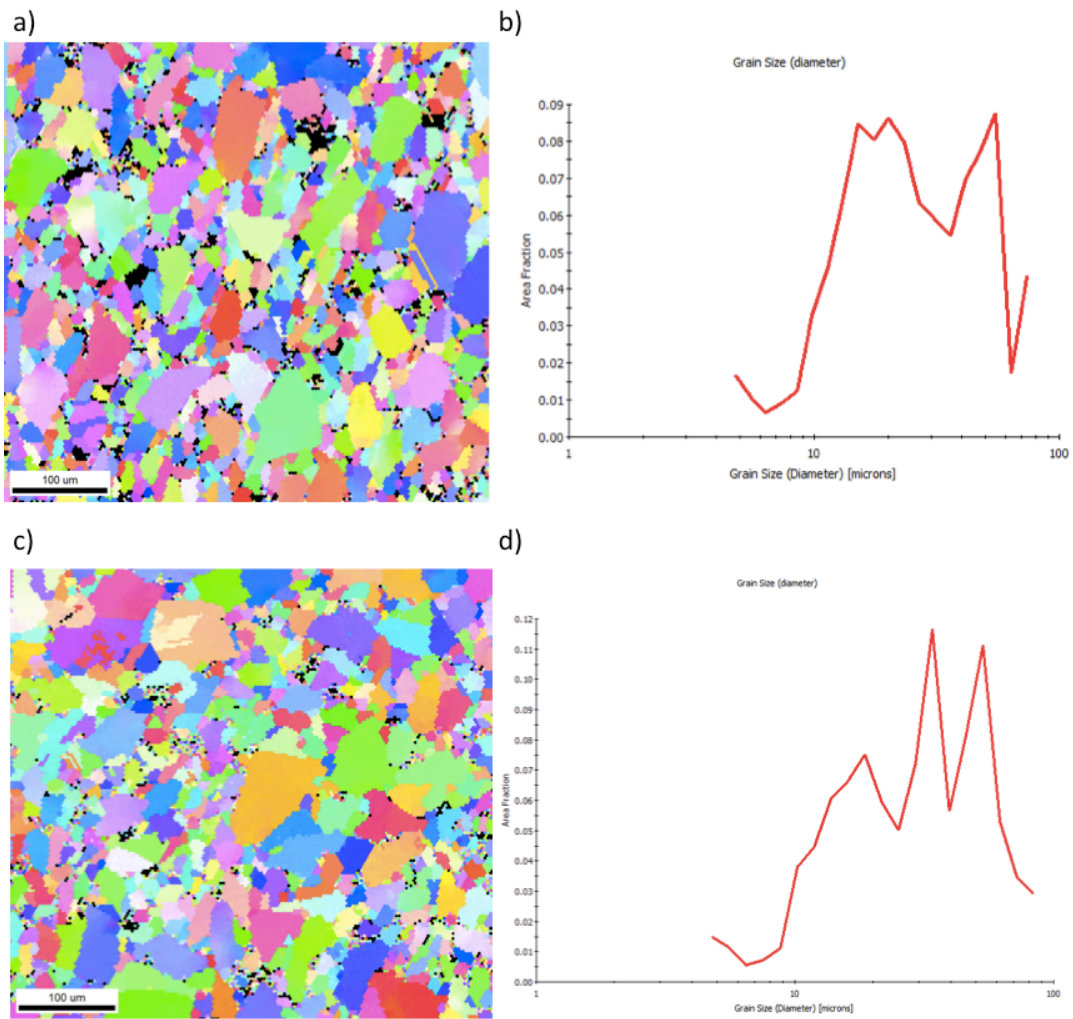 a)
b)
Grain Size (diameter)
0.09
0.08
0.07
0.06
0.05
0.04
0.03
0.02
0.01
0.00
Area Fraction
1
10
100
Grain Size (Diameter) [microns]
100 um
c)
d)
Grain Size (diameter)
0.12
0.11
0.10
0.09
0.08
0.07
0.06
0.05
0.04
0.03
0.02
0.01
0.00
Area Fraction
1
10
100
Grain Size (Diameter) [microns]
100 um